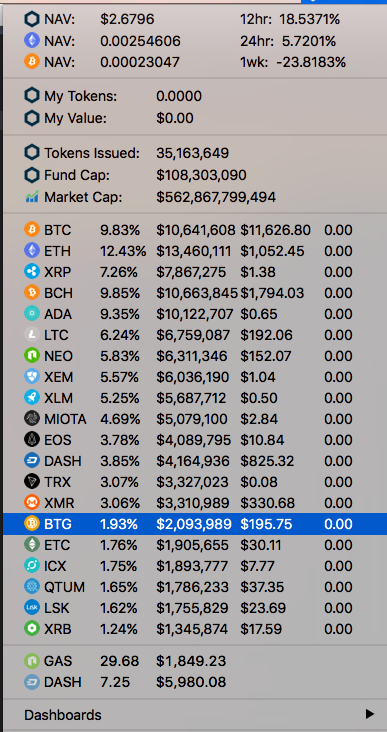 NAV: $2.6796 12hr: 18.5371%
NAV: 0.00254606 24hr: 5.7201%
NAV: 0.00023047 1wk: -23.8183%
My Tokens: 0.0000
My Value: $0.00
Tokens Issued: 35,163,649
Fund Cap: $108,303,090
Market Cap: $562,867,799,494
BTC 9.83% $10,641,608 $11,626.80 0.00
ETH 12.43% $13,460,111 $1,052.45 0.00
XRP 7.26% $7,867,275 $1.38 0.00
BCH 9.85% $10,663,845 $1,794.03 0.00
ADA 9.35% $10,122,707 $0.65 0.00
LTC 6.24% $6,759,087 $192.06 0.00
NEO 5.83% $6,311,346 $152.07 0.00
XEM 5.57% $6,036,190 $1.04 0.00
XLM 5.25% $5,687,712 $0.50 0.00
MIOTA 4.69% $5,079,100 $2.84 0.00
EOS 3.78% $4,089,795 $10.84 0.00
DASH 3.85% $4,164,936 $825.32 0.00
TRX 3.07% $3,327,023 $0.08 0.00
XMR 3.06% $3,310,989 $330.68 0.00
BTG 1.93% $2,093,989 $195.75 0.00
ETC 1.76% $1,905,655 $30.11 0.00
ICX 1.75% $1,893,777 $7.77 0.00
QTUM 1.65% $1,786,233 $37.35 0.00
LSK 1.62% $1,755,829 $23.69 0.00
XRB 1.24% $1,345,874 $17.59 0.00
GAS 29.68 $1,849.23
DASH 7.25 $5,980.08
Dashboards